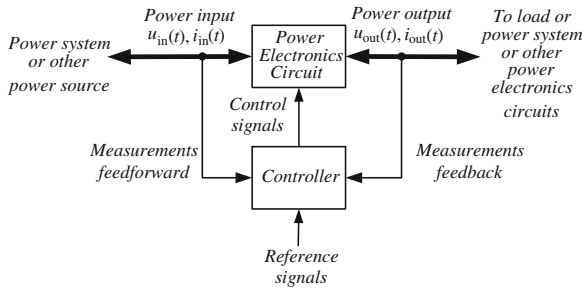 Power system
or other
power source
Power input
u_in(t), i_in(t)
Power
Electronics
Circuit
Power output
u_out(t), i_out(t)
To load or
power system
or other
power
electronics
circuits
Control
signals
Measurements
feedforward
Controller
Measurements
feedback
Reference
signals